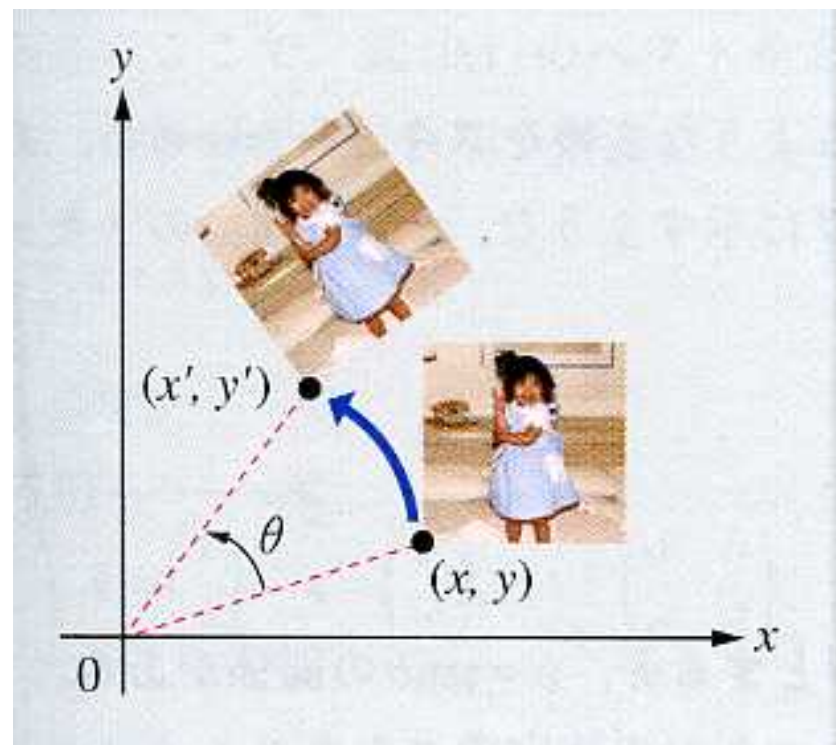 y
(x′, y′)
θ
(x, y)
x
0